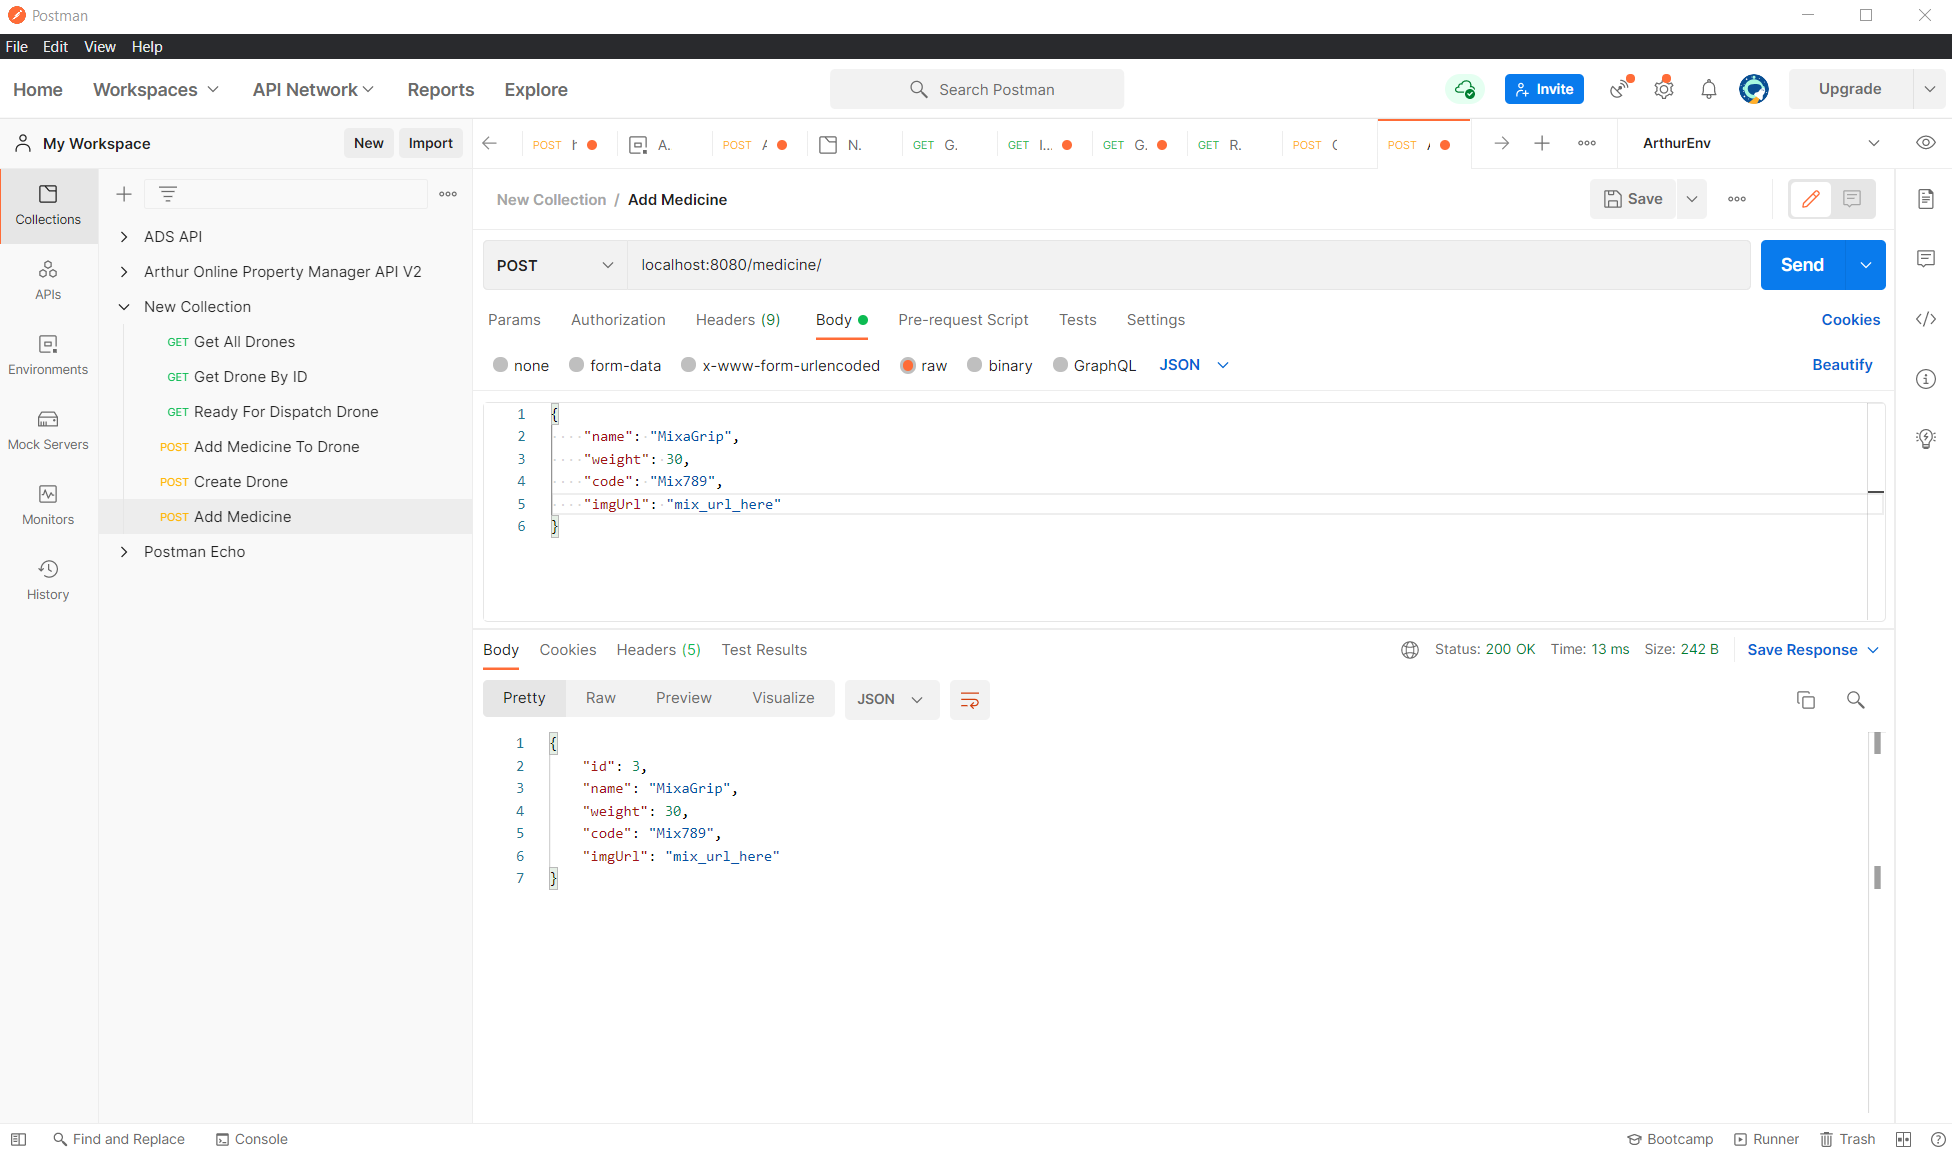 Postman
File Edit View Help
Home Workspaces API Network Reports Explore Search Postman Invite Upgrade
My Workspace New Import POST A. POST N. GET G. GET I... GET G. GET R. POST POST ArthurEnv
Collections
APIs
Environments
Mock Servers
Monitors
History
ADS API
Arthur Online Property Manager API V2
New Collection
GET Get All Drones
GET Get Drone By ID
GET Ready For Dispatch Drone
POST Add Medicine To Drone
POST Create Drone
POST Add Medicine
Postman Echo
New Collection / Add Medicine Save
POST localhost:8080/medicine/ Send
Params Authorization Headers (9) Body Pre-request Script Tests Settings Cookies
none form-data x-www-form-urlencoded raw binary GraphQL JSON Beautify
1 {
2 "name": "MixaGrip",
3 "weight": 30,
4 "code": "Mix789",
5 "imgUrl": "mix_url_here"
6 }
Body Cookies Headers (5) Test Results Status: 200 OK Time: 13 ms Size: 242 B Save Response
Pretty Raw Preview Visualize JSON
1 {
2 "id": 3,
3 "name": "MixaGrip",
4 "weight": 30,
5 "code": "Mix789",
6 "imgUrl": "mix_url_here"
7 }
Find and Replace Console Bootcamp Runner Trash